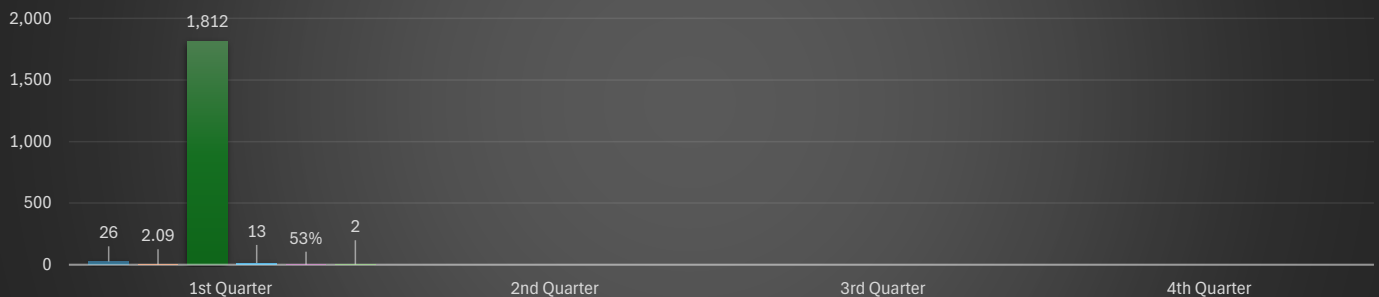 2,000
1,812
1,500
1,000
500
26
2.09
13
53%
2
0
1st Quarter
2nd Quarter
3rd Quarter
4th Quarter